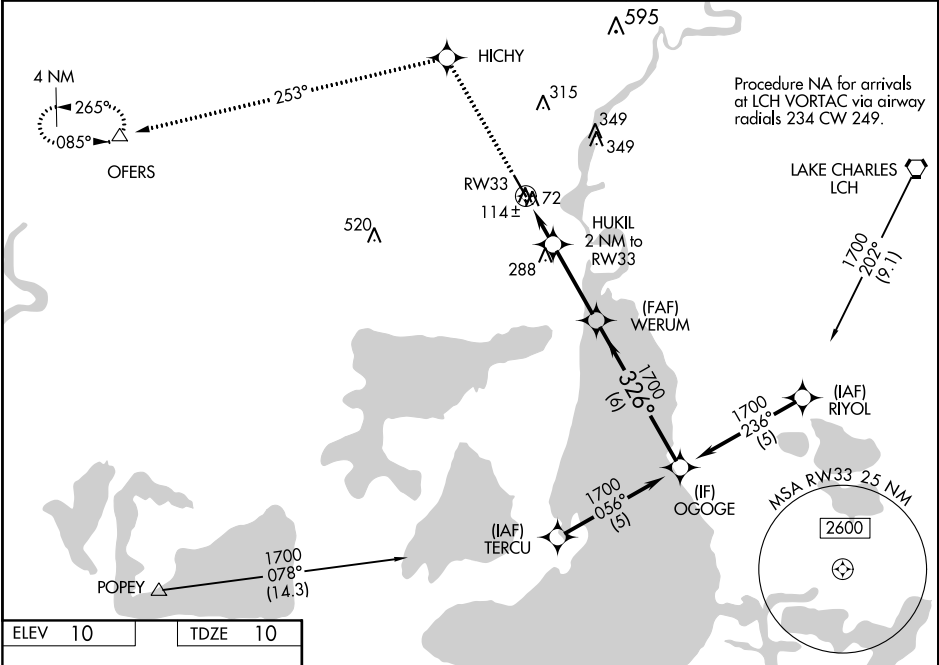 595
HICHY
4 NM
265°
253°
085°
OFERS
315
349
349
Procedure NA for arrivals
at LCH VORTAC via airway
radials 234 CW 249.
LAKE CHARLES
LCH
RW33
72
114±
520
HUKIL
2 NM to
RW33
288
1700
202°
(9.1)
(FAF)
WERUM
1700
326°
(6)
(IAF)
RIYOL
1700
236°
(5)
(IF)
OGOGE
1700
056°
(5)
(IAF)
TERCU
MSA RW33 25 NM
2600
1700
078°
(14.3)
POPEY
ELEV 10
TDZE 10